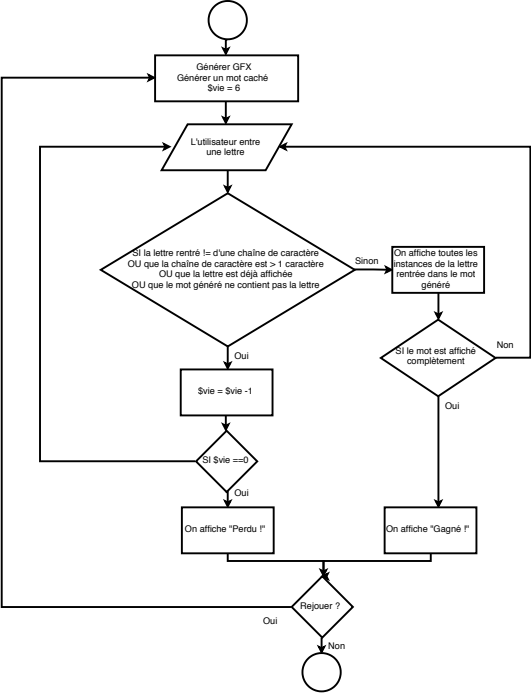 Générer GFX
Générer un mot caché
$vie = 6
L'utilisateur entre
une lettre
SI la lettre rentré != d'une chaîne de caractère
OU que la chaîne de caractère est > 1 caractère
OU que la lettre est déjà affichée
OU que le mot généré ne contient pas la lettre
Sinon
On affiche toutes les
instances de la lettre
rentrée dans le mot
généré
Oui
SI le mot est affiché
complètement
Non
$vie = $vie -1
Oui
SI $vie ==0
Oui
On affiche "Perdu !"
On affiche "Gagné !"
Rejouer ?
Oui
Non